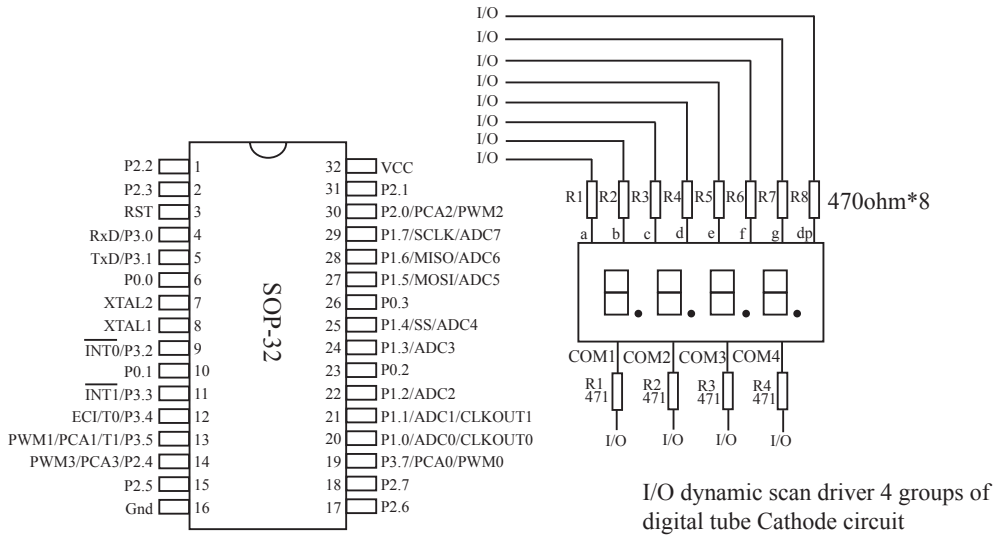 I/O
I/O
I/O
I/O
I/O
I/O
I/O
I/O
R1 R2 R3 R4 R5 R6 R7 R8 470ohm*8
a b c d e f g dp
COM1 COM2 COM3 COM4
R1 471 R2 471 R3 471 R4 471
I/O I/O I/O I/O
I/O dynamic scan driver 4 groups of
digital tube Cathode circuit
SOP-32
P2.2 1 32 VCC
P2.3 2 31 P2.1
RST 3 30 P2.0/PCA2/PWM2
RxD/P3.0 4 29 P1.7/SCLK/ADC7
TxD/P3.1 5 28 P1.6/MISO/ADC6
P0.0 6 27 P1.5/MOSI/ADC5
XTAL2 7 26 P0.3
XTAL1 8 25 P1.4/SS/ADC4
INT0/P3.2 9 24 P1.3/ADC3
P0.1 10 23 P0.2
INT1/P3.3 11 22 P1.2/ADC2
ECI/T0/P3.4 12 21 P1.1/ADC1/CLKOUT1
PWM1/PCA1/T1/P3.5 13 20 P1.0/ADC0/CLKOUT0
PWM3/PCA3/P2.4 14 19 P3.7/PCA0/PWM0
P2.5 15 18 P2.7
Gnd 16 17 P2.6